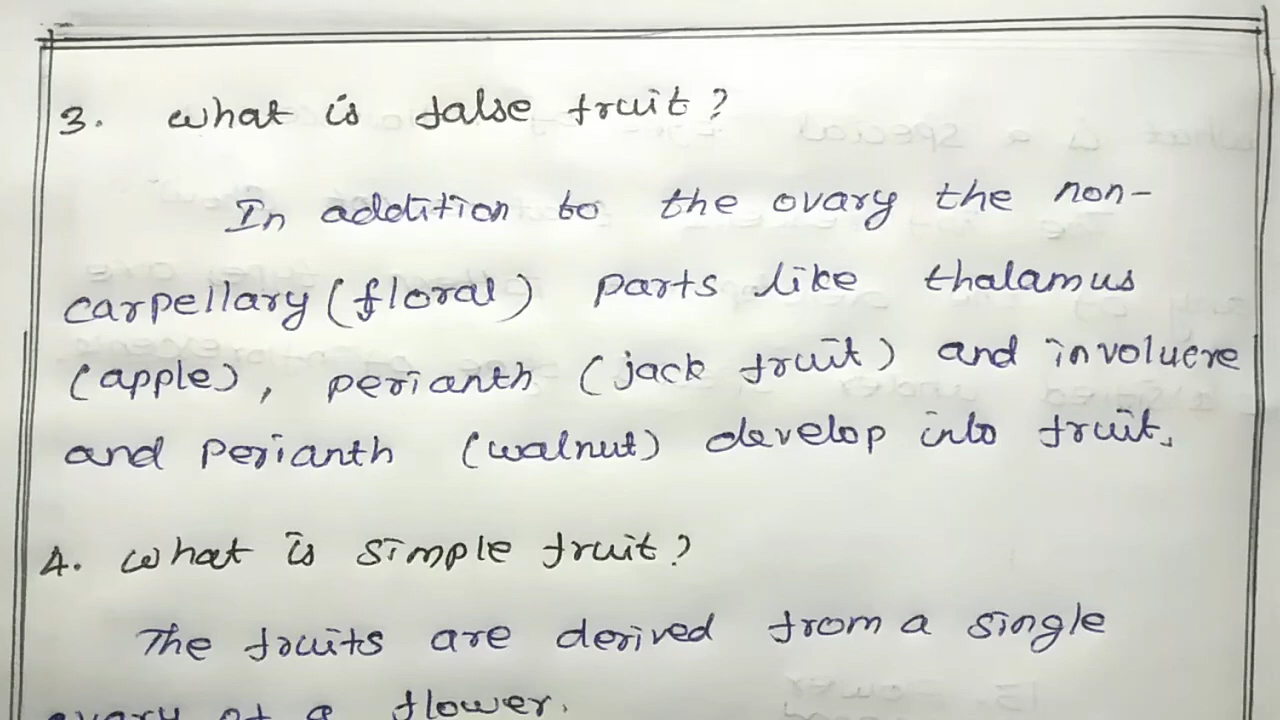 3. What is false fruit?
In addition to the ovary the non-
carpellary (floral) parts like thalamus
(apple), perianth (jack fruit) and involucre
and perianth (walnut) develop into fruit.
4. What is simple fruit?
The fruits are derived from a single
ovary of a flower.